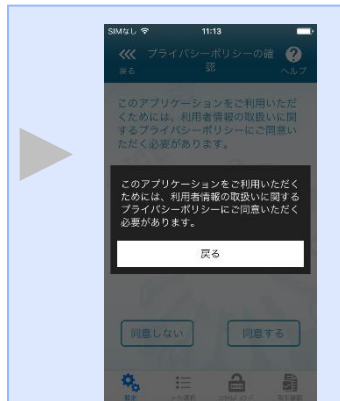 SIMなし 11:13
プライバシーポリシーの確認
戻る
ヘルプ
このアプリケーションをご利用いただ
くためには、利用者情報の取扱いに関
するプライバシーポリシーにご同意い
ただく必要があります。
このアプリケーションをご利用いただく
ためには、利用者情報の取扱いに関する
プライバシーポリシーにご同意いただく
必要があります。
戻る
同意しない 同意する
設定